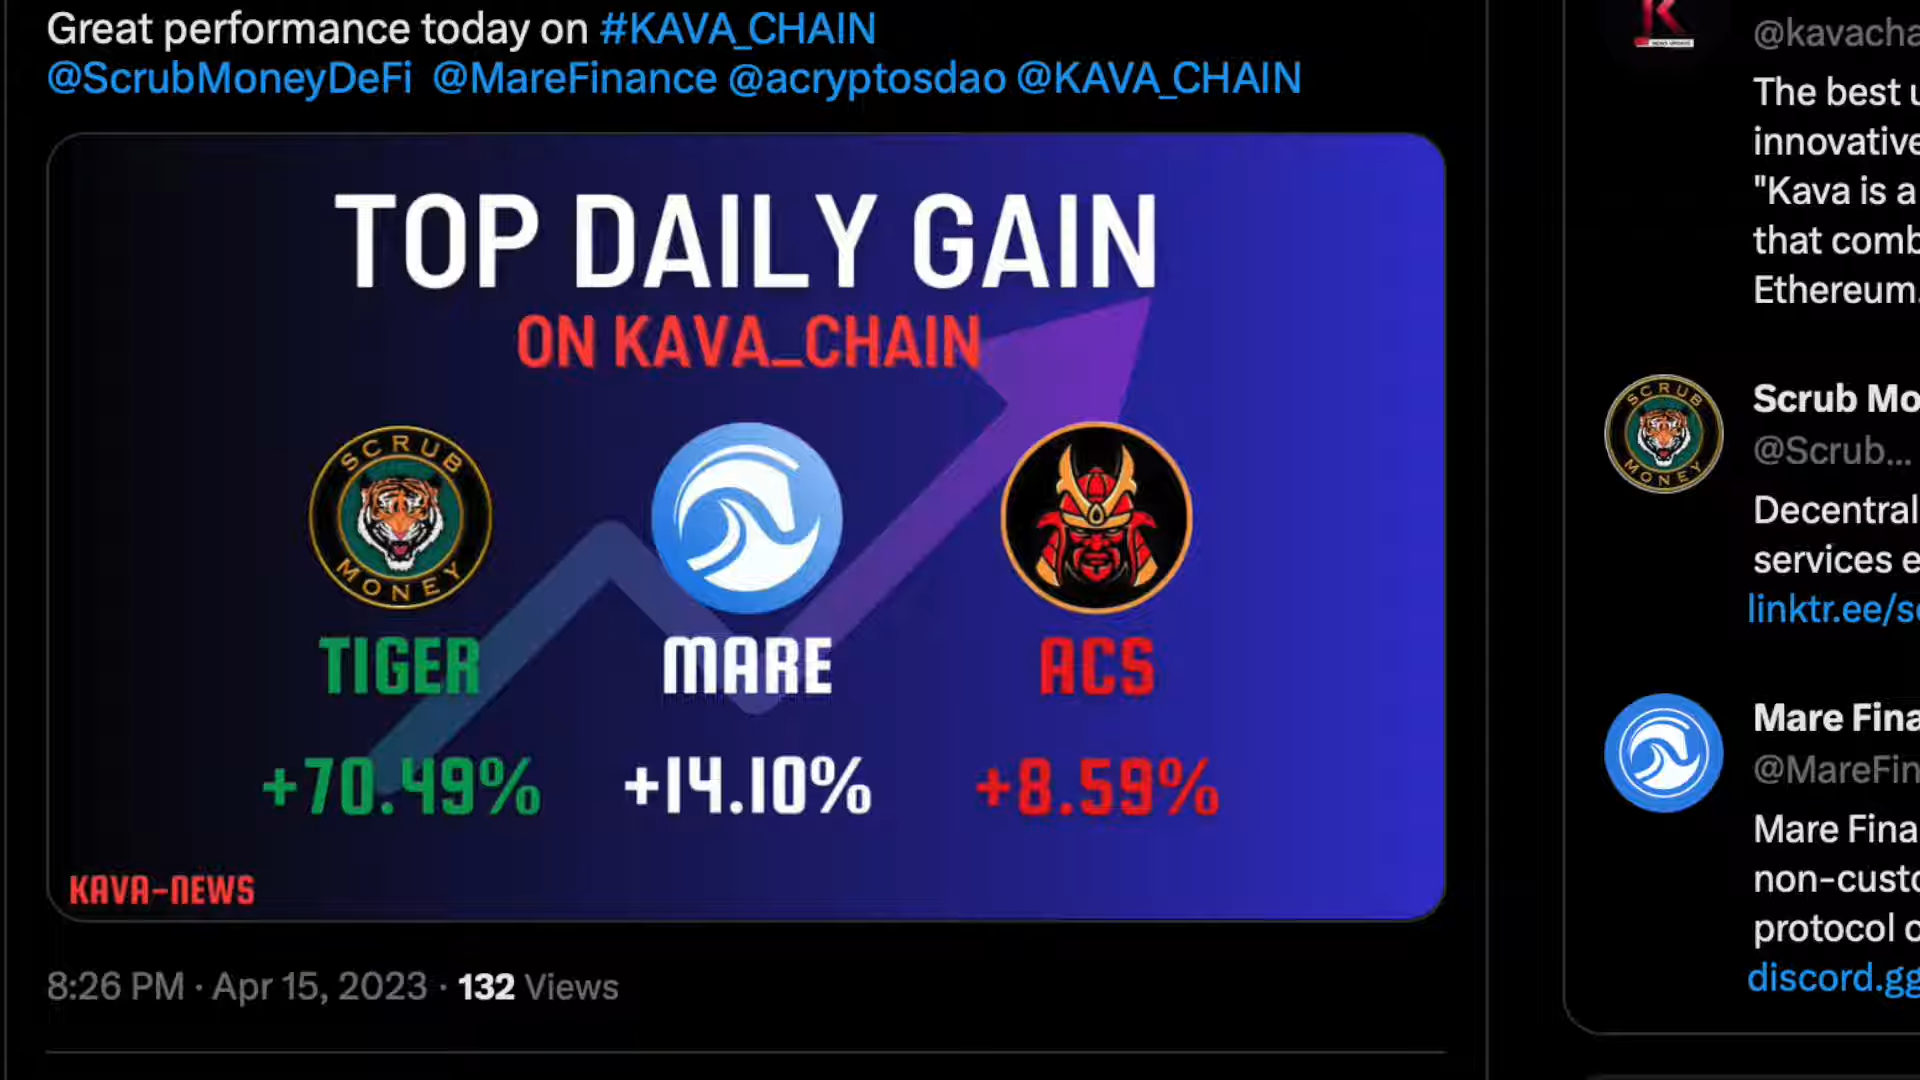 Great performance today on #KAVA_CHAIN
@ScrubMoneyDeFi @MareFinance @acryptosdao @KAVA_CHAIN
TOP DAILY GAIN
ON KAVA_CHAIN
SCRUB MONEY
TIGER
MARE
ACS
+70.49%
+14.10%
+8.59%
KAVA-NEWS
8:26 PM · Apr 15, 2023 · 132 Views
K
@kavacha
The best u
innovative
"Kava is a
that comb
Ethereum.
SCRUB MONEY
Scrub Mo
@Scrub...
Decentral
services e
linktr.ee/s
Mare Fina
@MareFin
Mare Fina
non-custo
protocol o
discord.gg